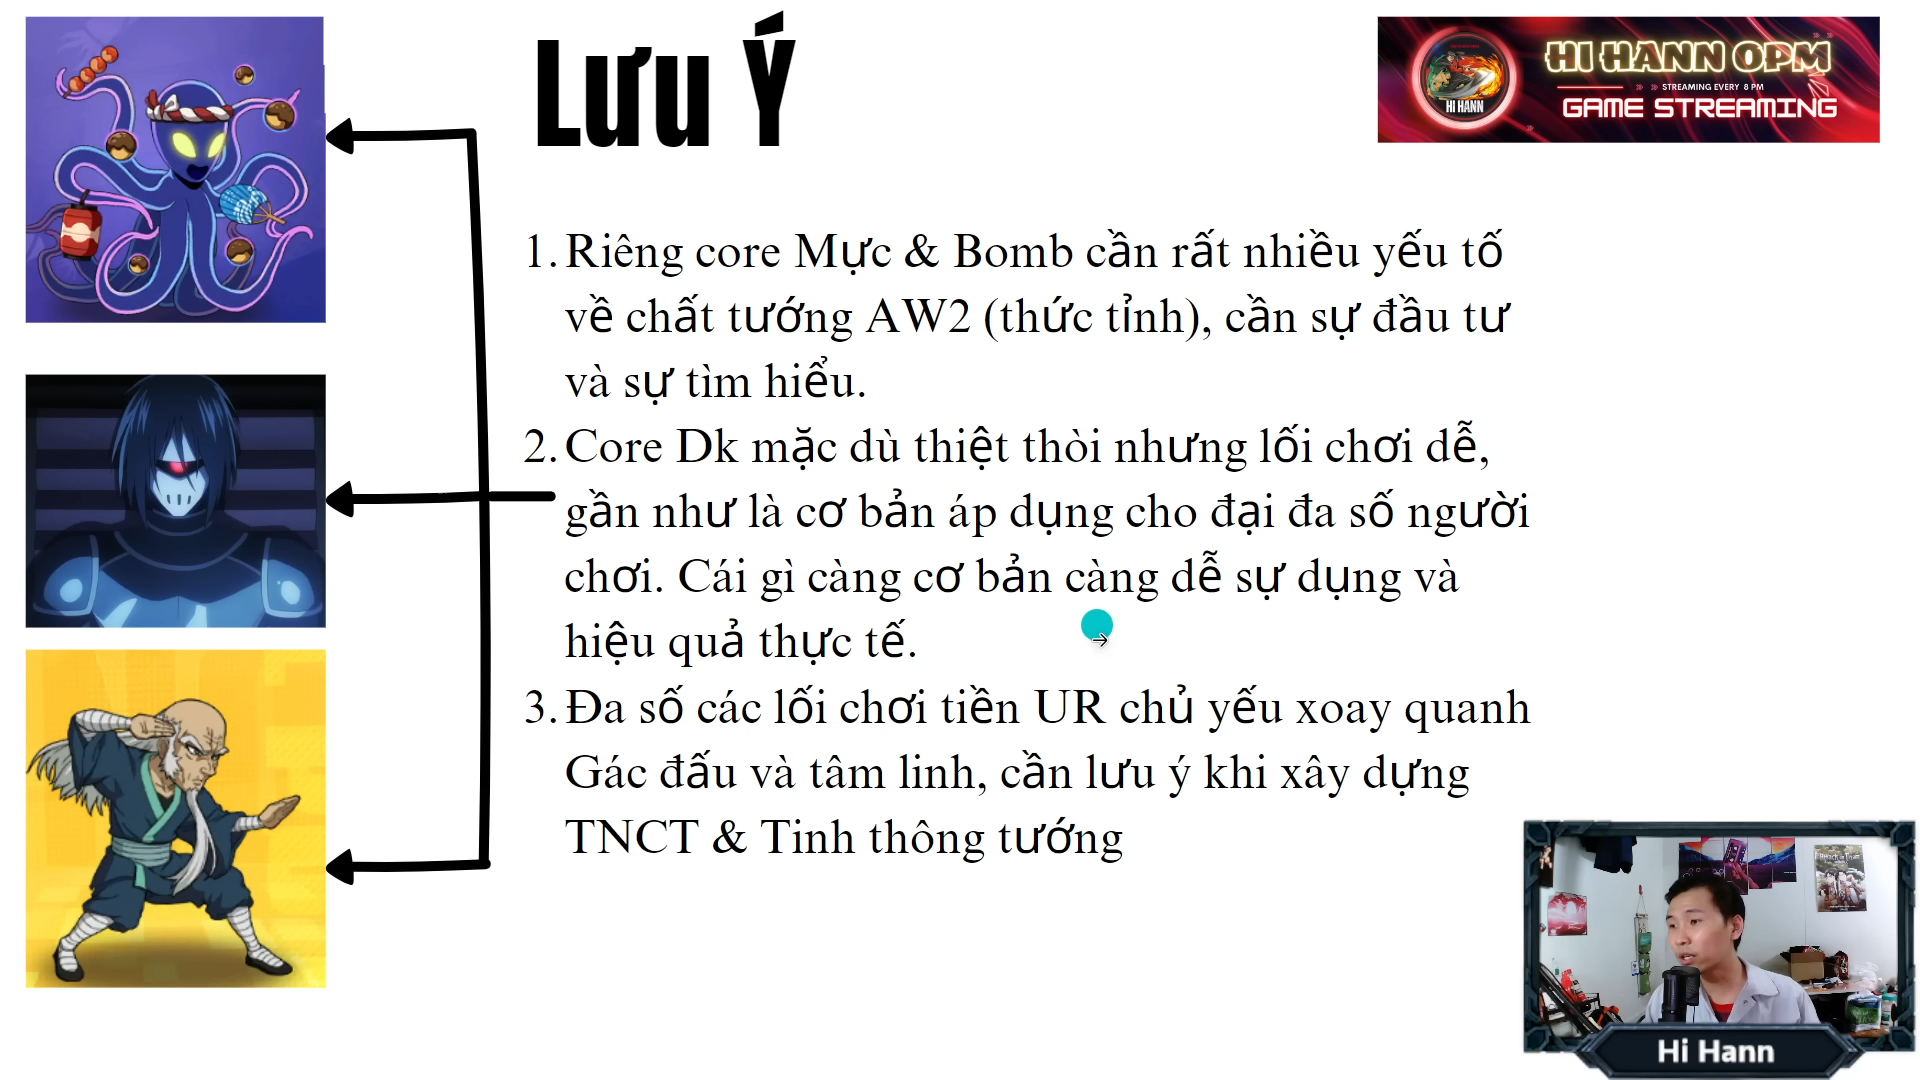 Lưu Ý
HI HANN OPM
STREAMING EVERY 8 PM
GAME STREAMING
HI HANN
1. Riêng core Mực & Bomb cần rất nhiều yếu tố
về chất tướng AW2 (thức tỉnh), cần sự đầu tư
và sự tìm hiểu.
2. Core Dk mặc dù thiệt thòi nhưng lối chơi dễ,
gần như là cơ bản áp dụng cho đại đa số người
chơi. Cái gì càng cơ bản càng dễ sự dụng và
hiệu quả thực tế.
3. Đa số các lối chơi tiền UR chủ yếu xoay quanh
Gác đấu và tâm linh, cần lưu ý khi xây dựng
TNCT & Tinh thông tướng
Hi Hann